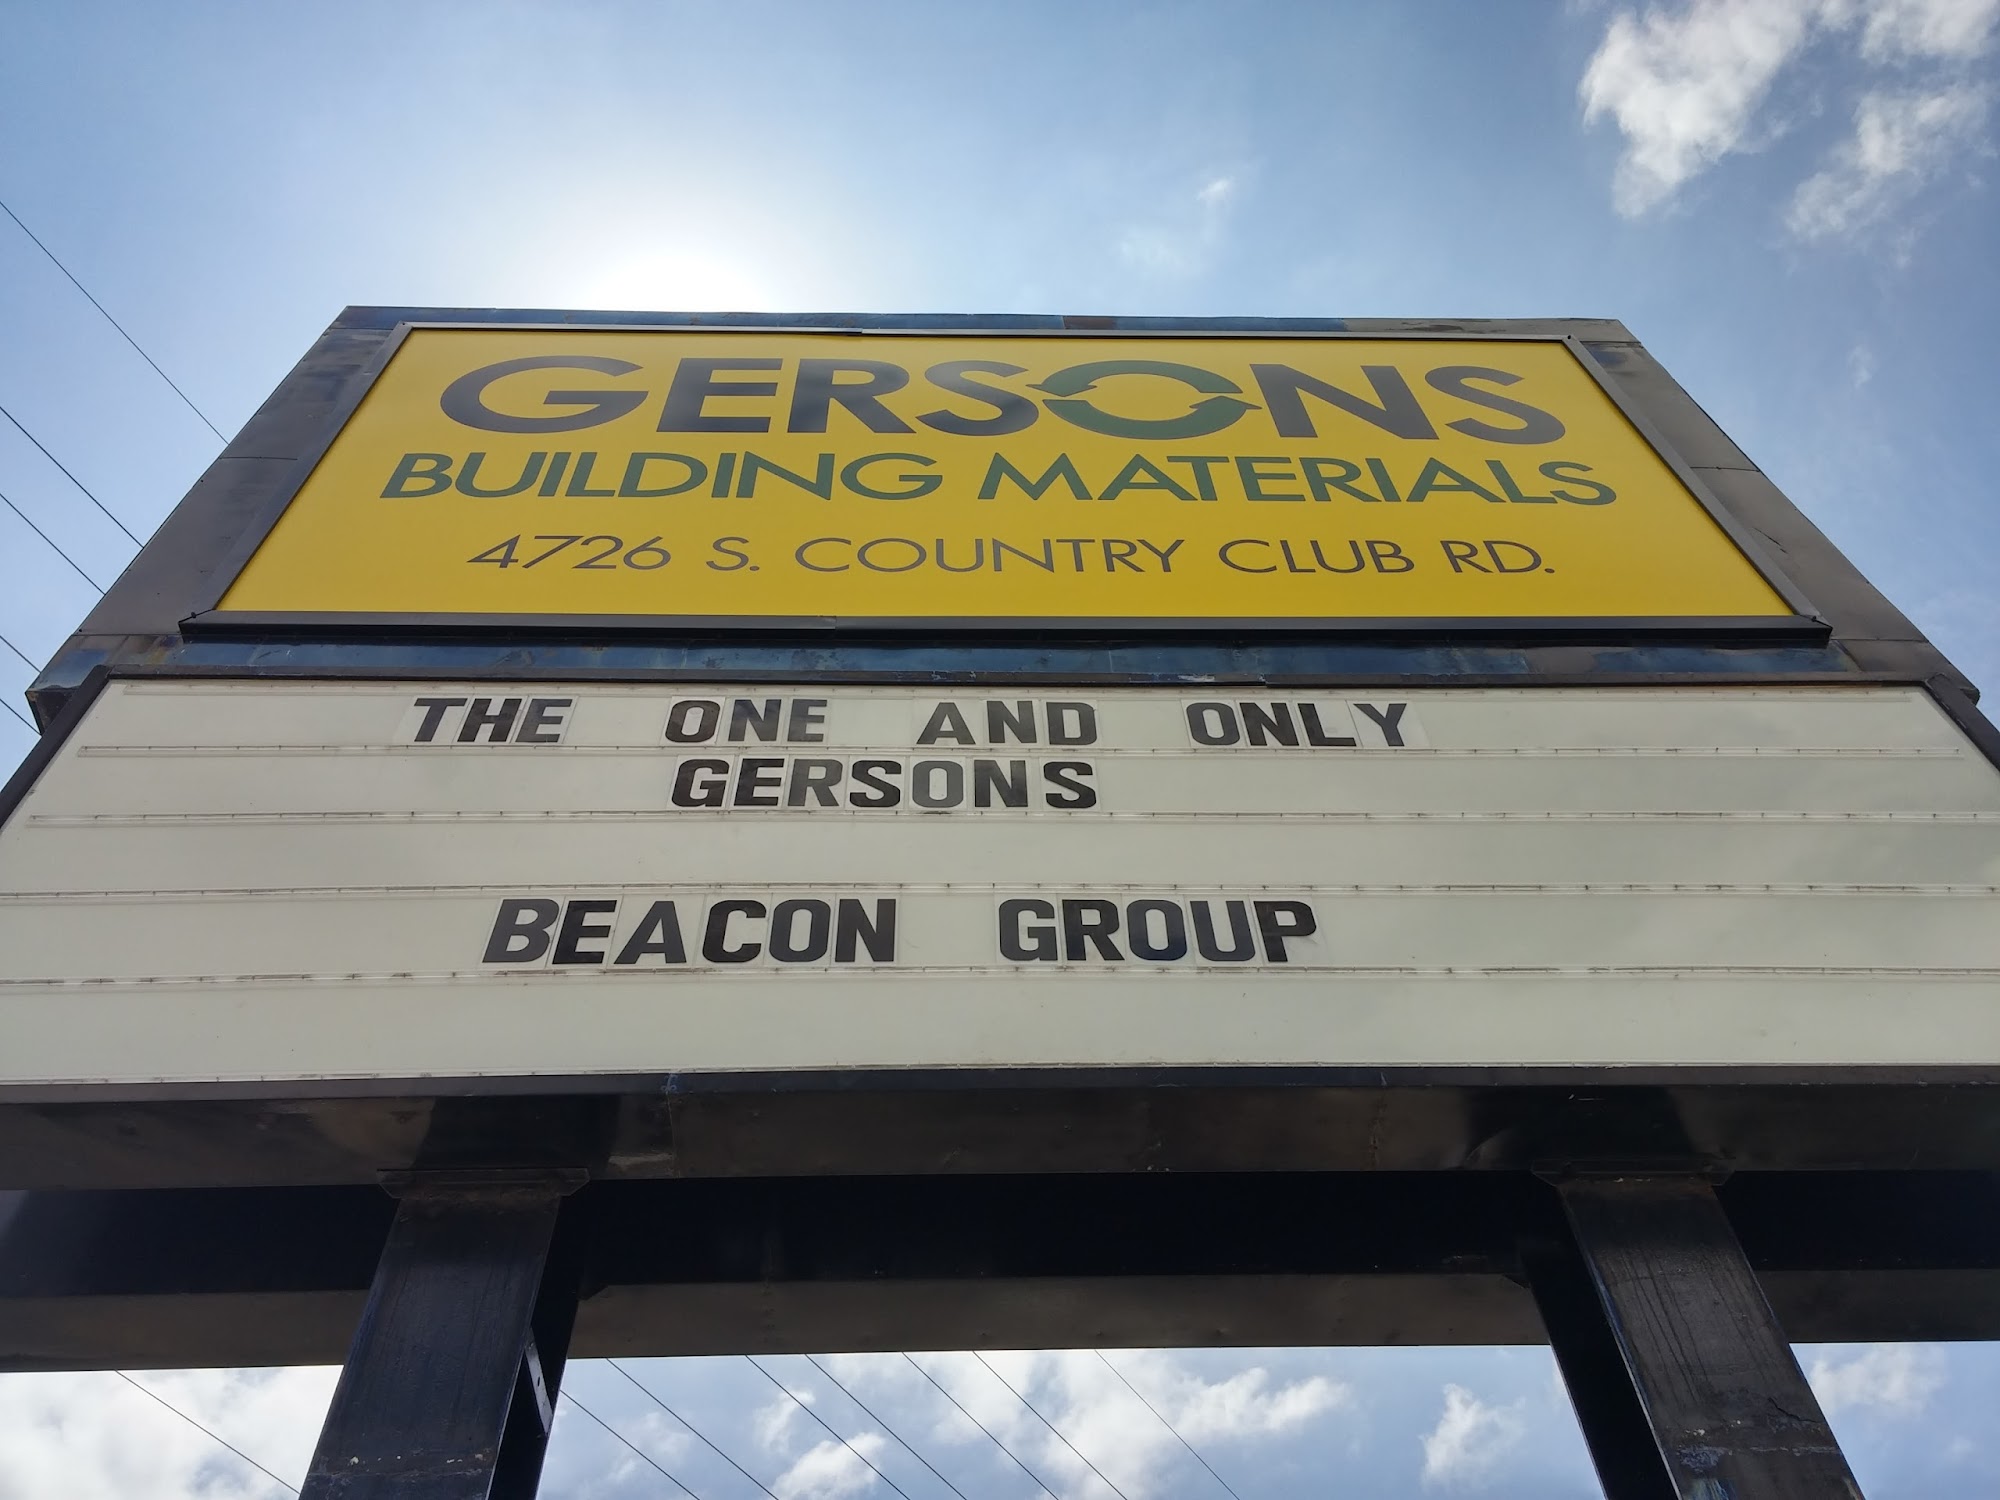 GERSONS
BUILDING MATERIALS
4726 S. COUNTRY CLUB RD.
THE ONE AND ONLY
GERSONS
BEACON GROUP